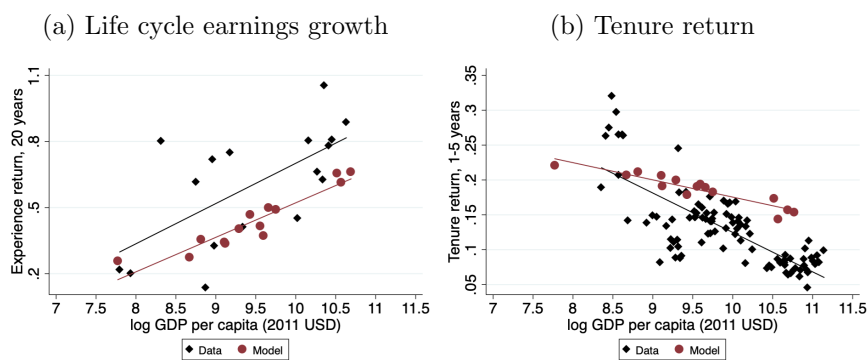 (a) Life cycle earnings growth
Experience return, 20 years
1.1
.8
.5
.2
7 7.5 8 8.5 9 9.5 10 10.5 11 11.5
log GDP per capita (2011 USD)
Data Model
(b) Tenure return
Tenure return, 1-5 years
.35
.3
.25
.2
.15
.1
.05
7 7.5 8 8.5 9 9.5 10 10.5 11 11.5
log GDP per capita (2011 USD)
Data Model